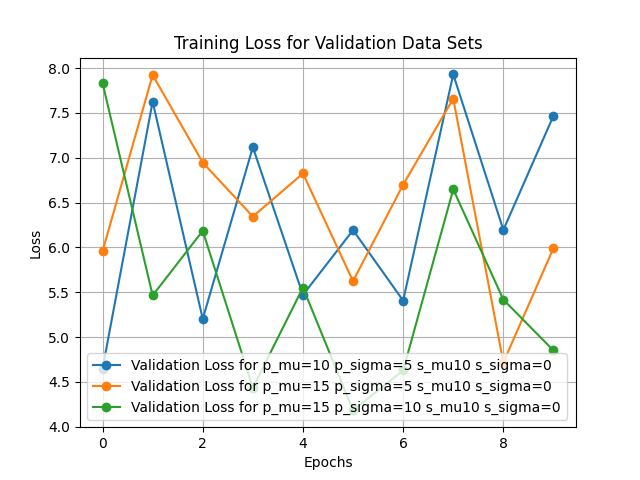 Training Loss for Validation Data Sets
8.0
7.5
7.0
6.5
6.0
5.5
5.0
4.5
4.0
Loss
Validation Loss for p_mu=10 p_sigma=5 s_mu10 s_sigma=0
Validation Loss for p_mu=15 p_sigma=5 s_mu10 s_sigma=0
Validation Loss for p_mu=15 p_sigma=10 s_mu10 s_sigma=0
0 2 4 6 8
Epochs